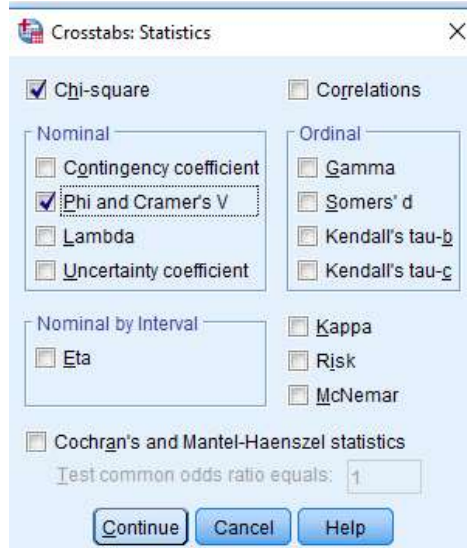 Crosstabs: Statistics
Chi-square
Correlations
Nominal
Contingency coefficient
Phi and Cramer's V
Lambda
Uncertainty coefficient
Ordinal
Gamma
Somers' d
Kendall's tau-b
Kendall's tau-c
Nominal by Interval
Eta
Kappa
Risk
McNemar
Cochran's and Mantel-Haenszel statistics
Test common odds ratio equals: 1
Continue Cancel Help